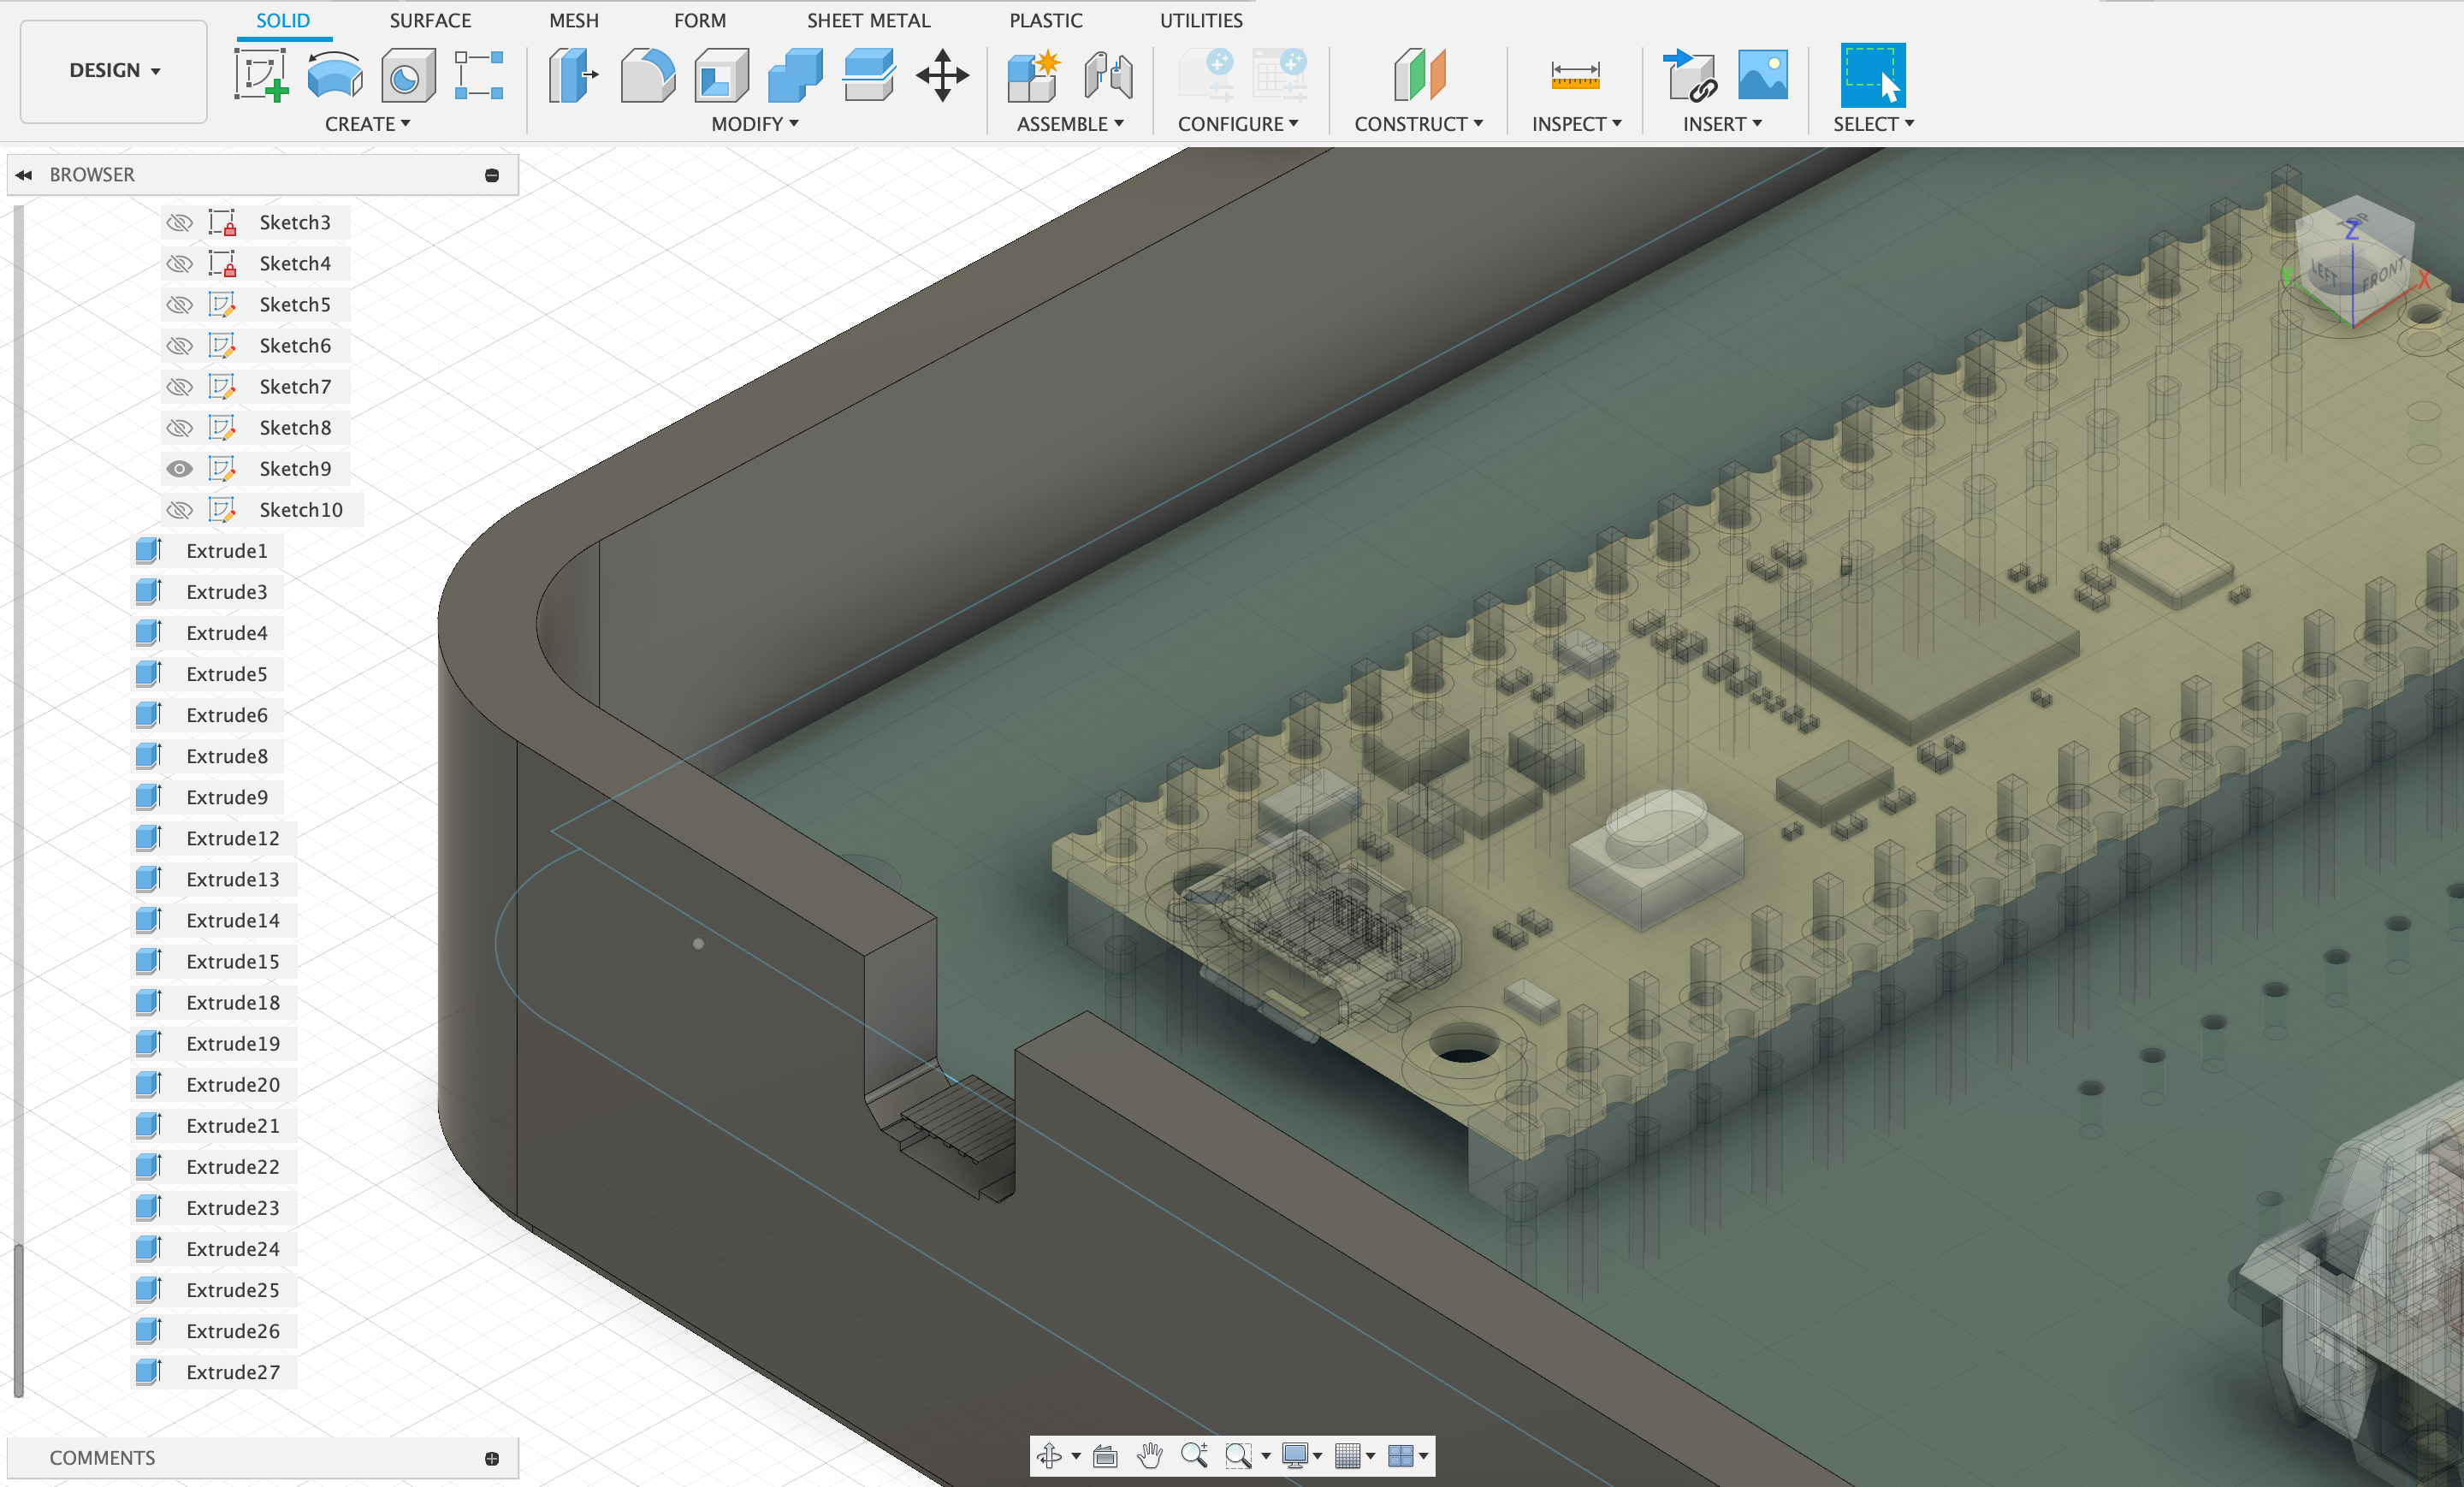 SOLID SURFACE MESH FORM SHEET METAL PLASTIC UTILITIES
DESIGN
CREATE MODIFY ASSEMBLE CONFIGURE CONSTRUCT INSPECT INSERT SELECT
BROWSER
Sketch3
Sketch4
Sketch5
Sketch6
Sketch7
Sketch8
Sketch9
Sketch10
Extrude1
Extrude3
Extrude4
Extrude5
Extrude6
Extrude8
Extrude9
Extrude12
Extrude13
Extrude14
Extrude15
Extrude18
Extrude19
Extrude20
Extrude21
Extrude22
Extrude23
Extrude24
Extrude25
Extrude26
Extrude27
COMMENTS
TOP
Z
LEFT FRONT X